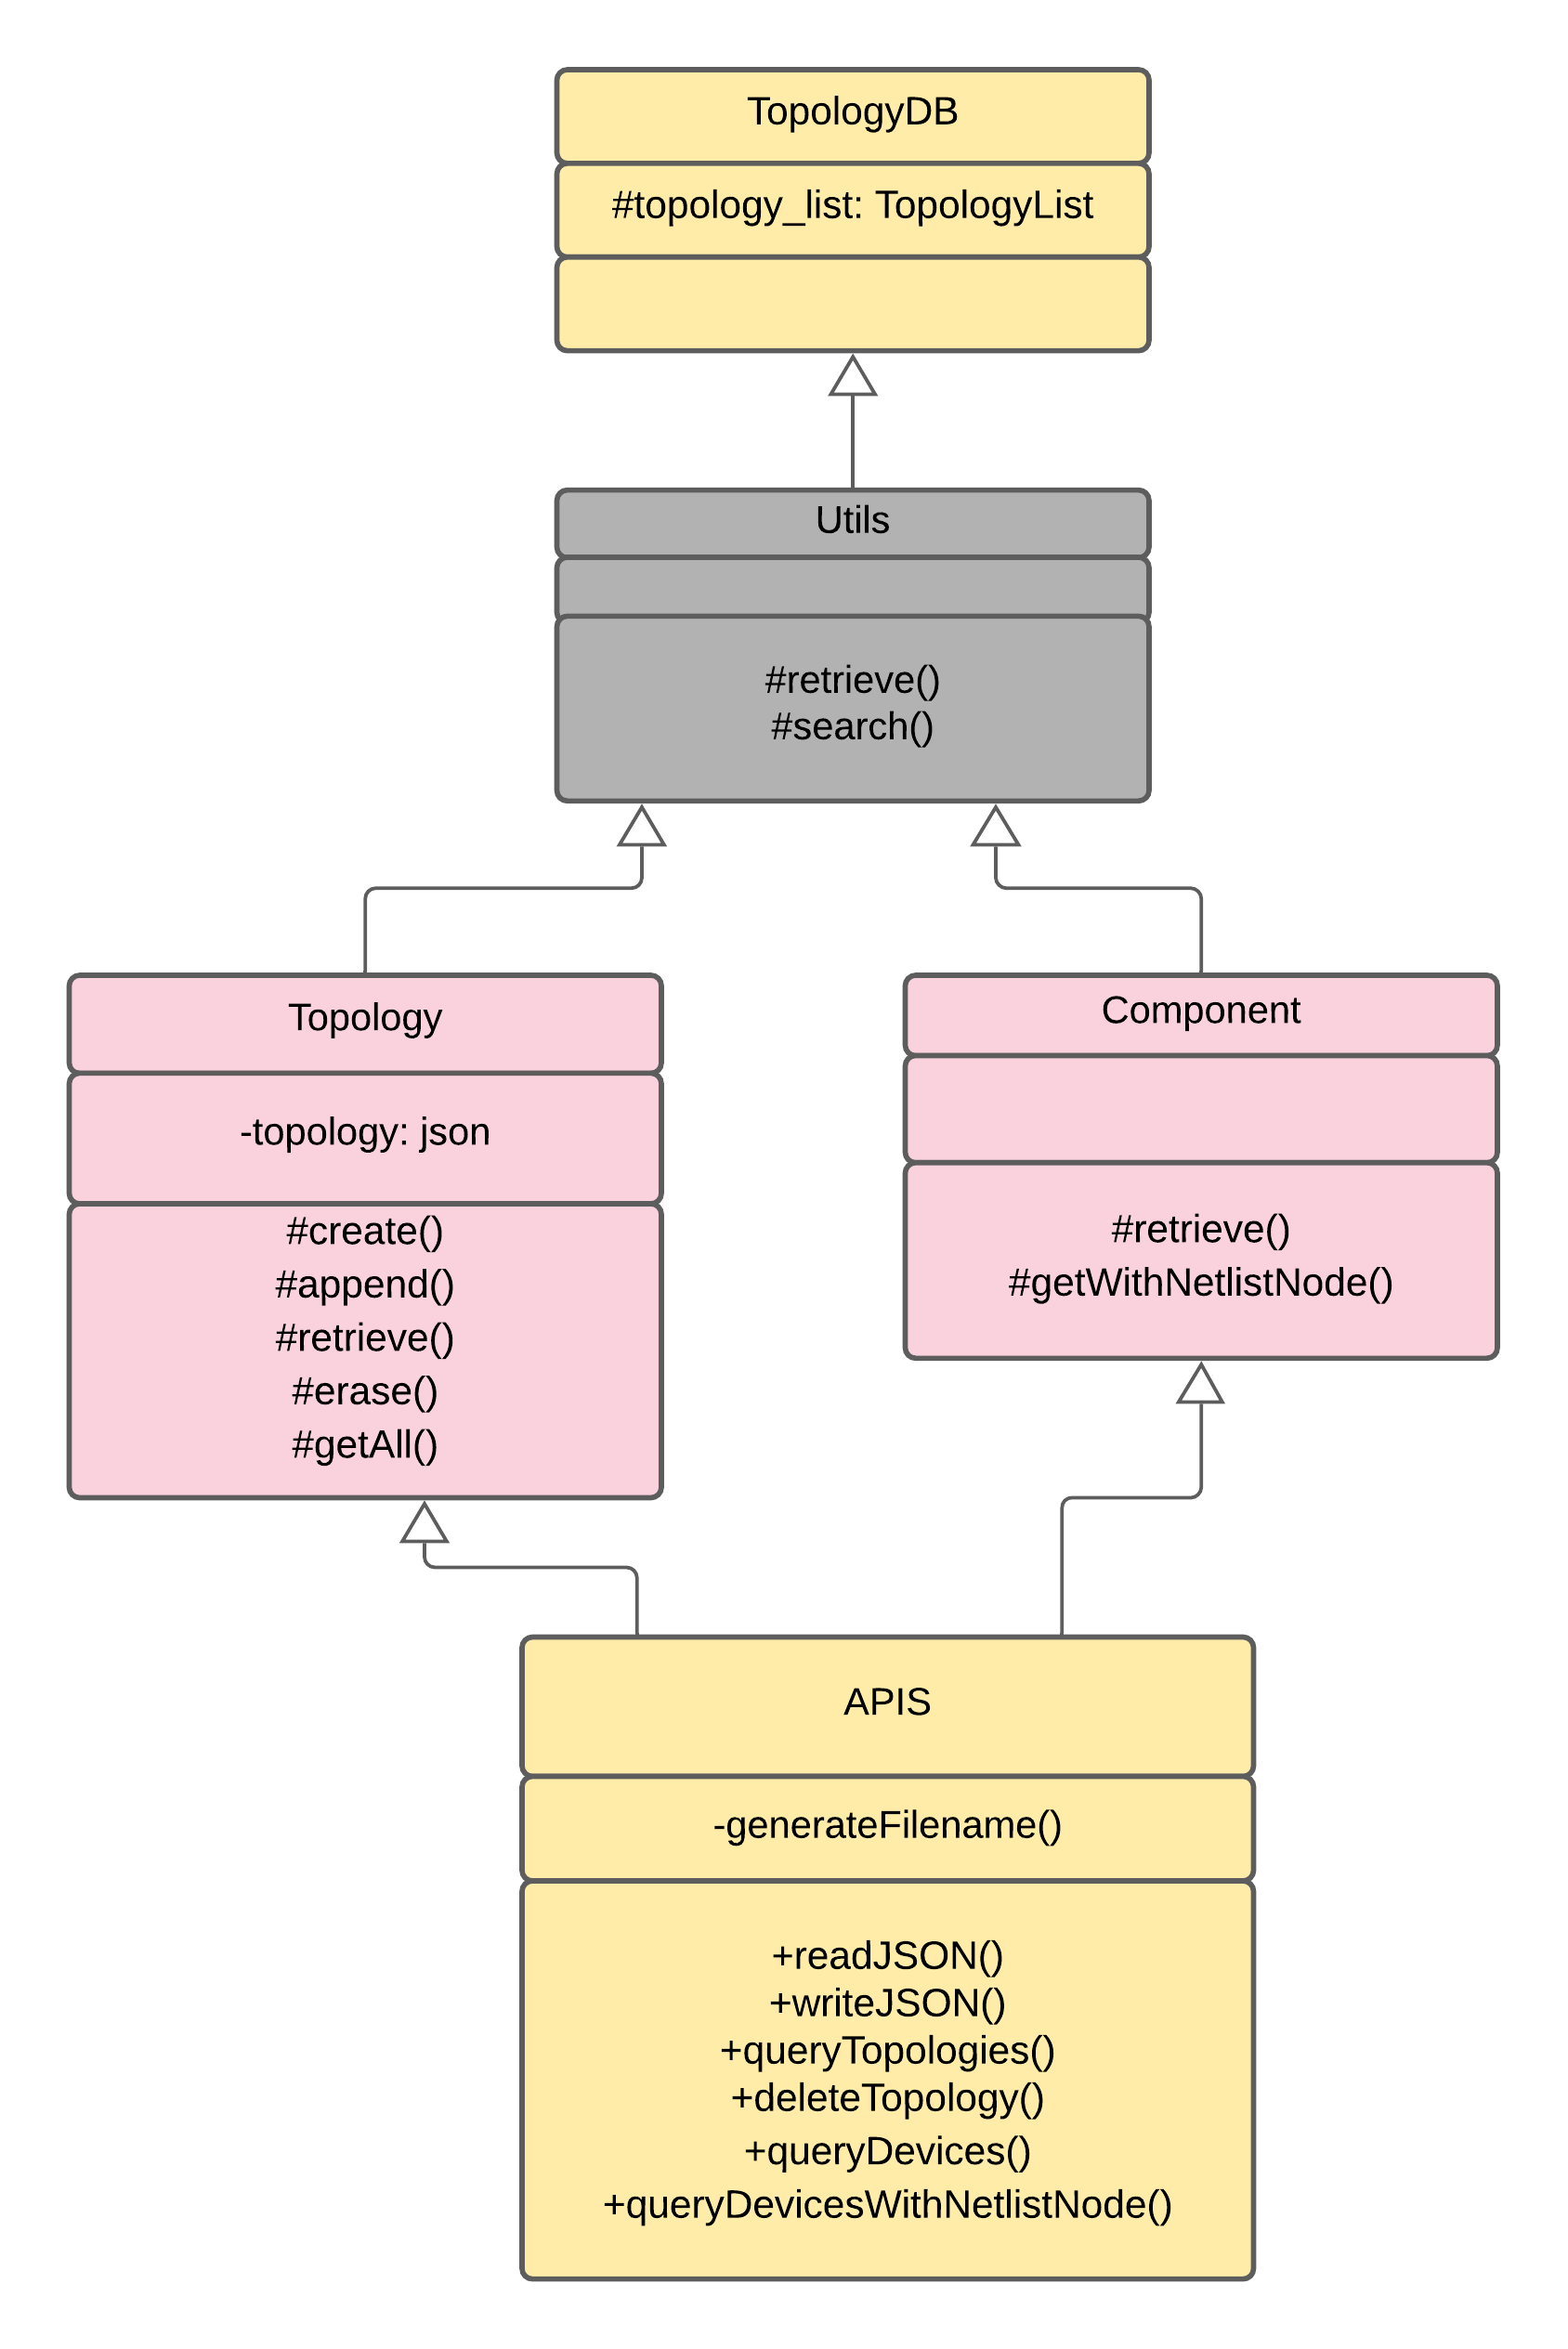 TopologyDB
#topology_list: TopologyList
Utils
#retrieve()
#search()
Topology
-topology: json
#create()
#append()
#retrieve()
#erase()
#getAll()
Component
#retrieve()
#getWithNetlistNode()
APIS
-generateFilename()
+readJSON()
+writeJSON()
+queryTopologies()
+deleteTopology()
+queryDevices()
+queryDevicesWithNetlistNode()